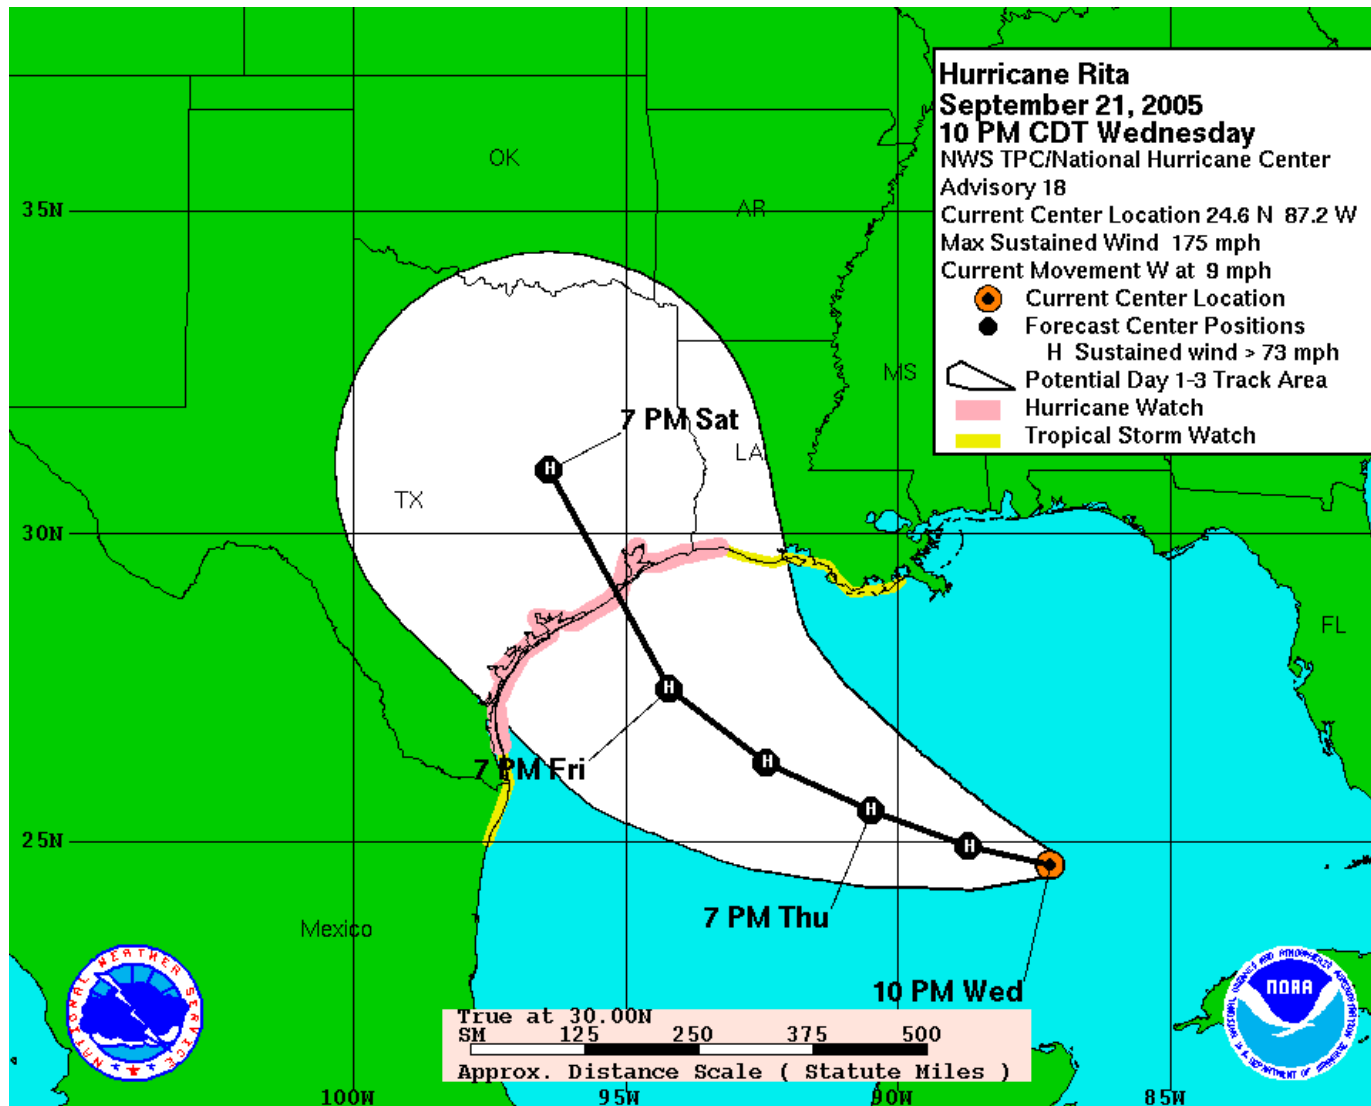 Hurricane Rita
September 21, 2005
10 PM CDT Wednesday
NWS TPC/National Hurricane Center
Advisory 18
Current Center Location 24.6 N 87.2 W
Max Sustained Wind 175 mph
Current Movement W at 9 mph
Current Center Location
Forecast Center Positions
H Sustained wind > 73 mph
Potential Day 1-3 Track Area
Hurricane Watch
Tropical Storm Watch
OK
35N
AR
MS
7 PM Sat
LA
H
TX
30N
FL
H
7 PM Fri
H
H
25N
H
7 PM Thu
Mexico
10 PM Wed
NATIONAL WEATHER SERVICE
NOAA
True at 30.00N
SM 125 250 375 500
Approx. Distance Scale ( Statute Miles )
100W 95W 90W 85W